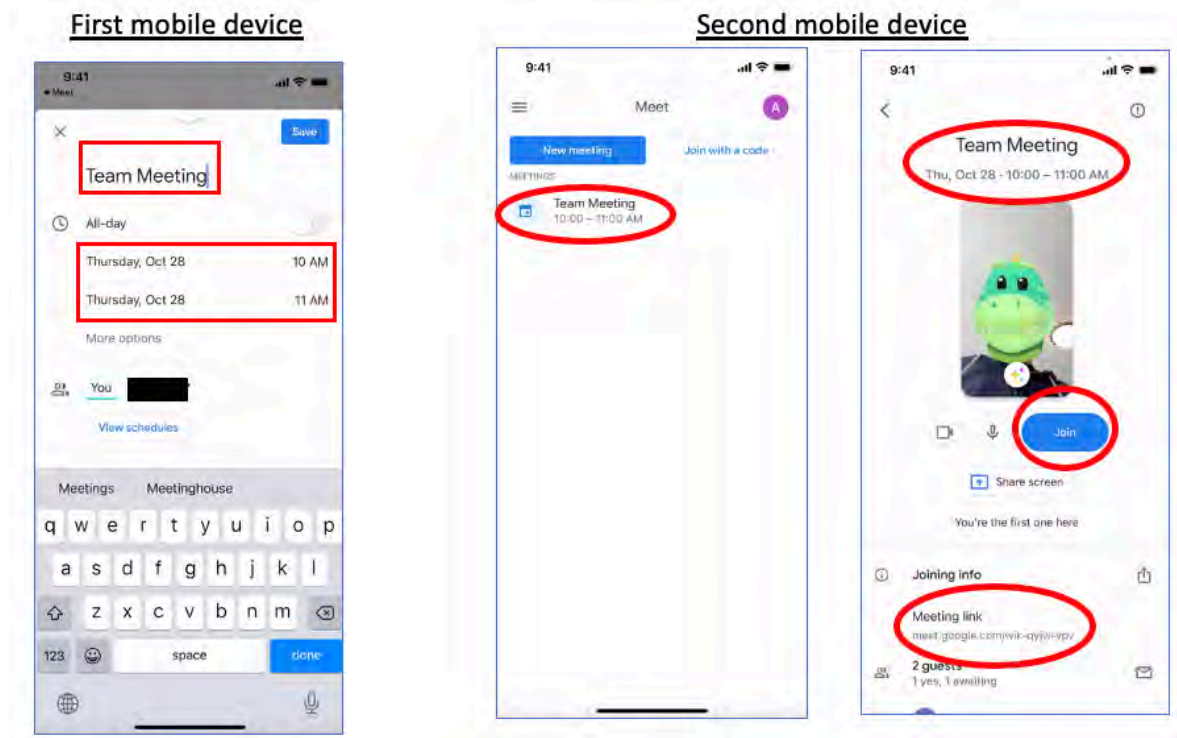 First mobile device
9:41
Meet
Save
Team Meeting
All-day
Thursday, Oct 28 10 AM
Thursday, Oct 28 11 AM
More options
You
View schedules
Meetings Meetinghouse
q w e r t y u i o p
a s d f g h j k l
z x c v b n m
123 space done
Second mobile device
9:41
Meet A
New meeting Join with a code
MEETINGS
Team Meeting
10:00 – 11:00 AM
9:41
Team Meeting
Thu, Oct 28 · 10:00 – 11:00 AM
Join
Share screen
You're the first one here
Joining info
Meeting link
2 guests
1 yes, 1 awaiting